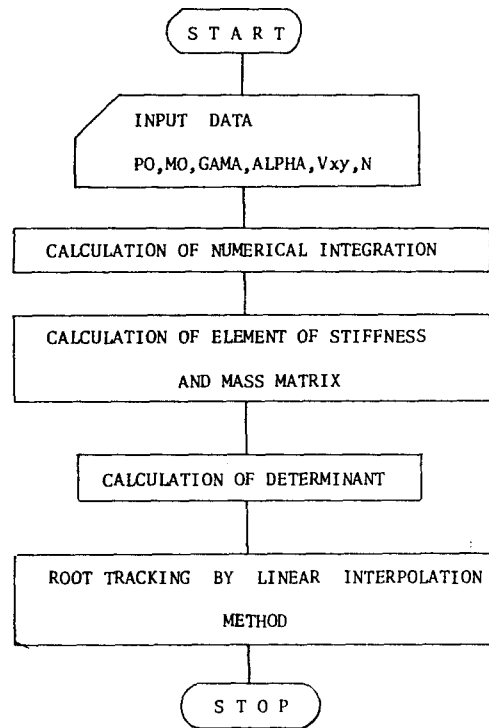 S T A R T
INPUT DATA
PO,MO,GAMA,ALPHA,Vxy,N
CALCULATION OF NUMERICAL INTEGRATION
CALCULATION OF ELEMENT OF STIFFNESS
AND MASS MATRIX
CALCULATION OF DETERMINANT
ROOT TRACKING BY LINEAR INTERPOLATION
METHOD
S T O P